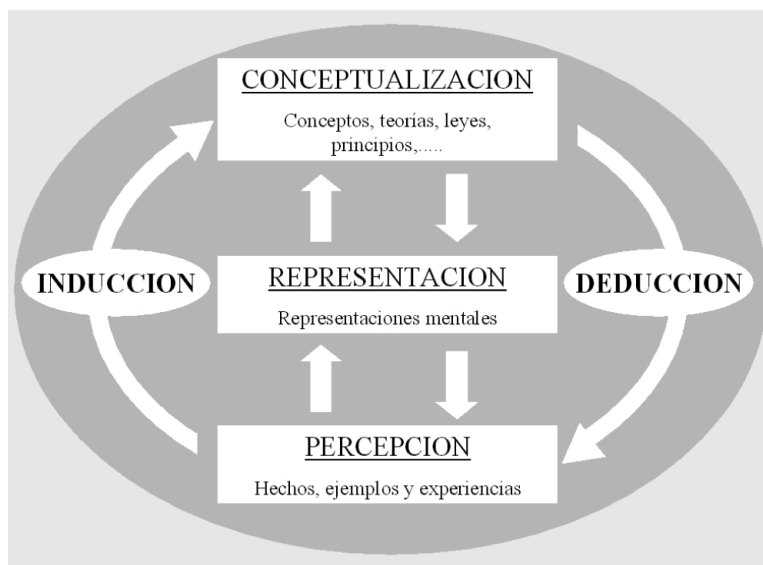 CONCEPTUALIZACION
Conceptos, teorías, leyes,
principios,.....
INDUCCION
REPRESENTACION
Representaciones mentales
DEDUCCION
PERCEPCION
Hechos, ejemplos y experiencias